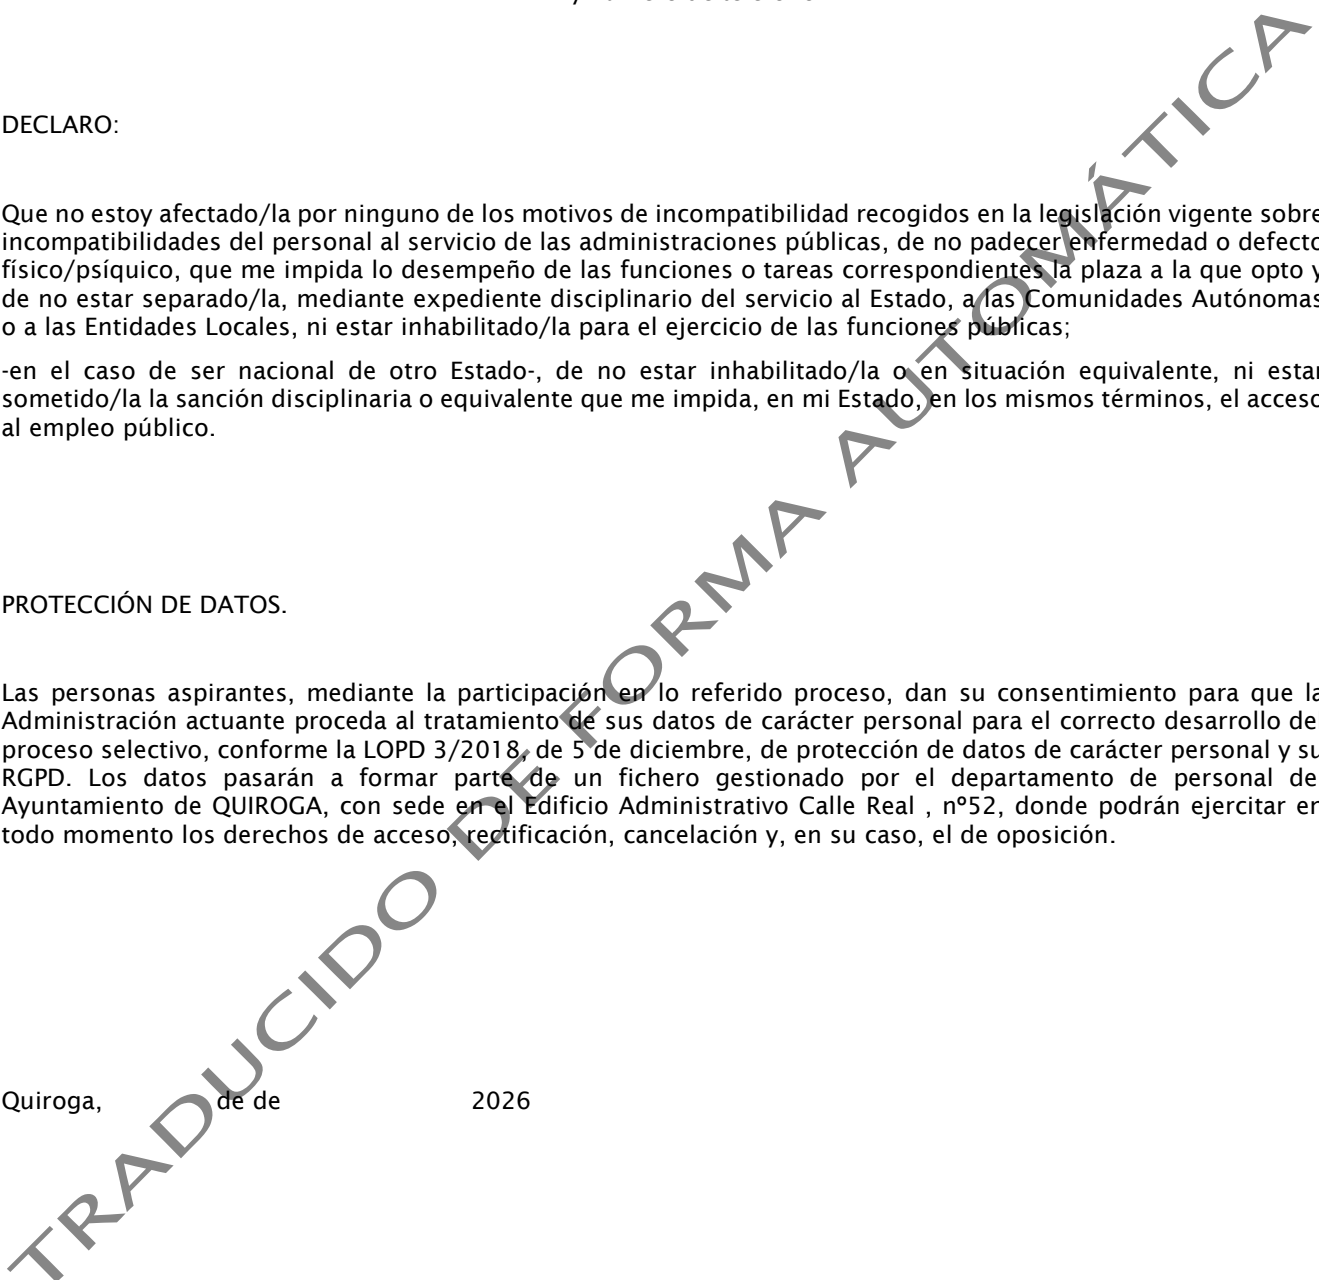 DECLARO:
Que no estoy afectado/la por ninguno de los motivos de incompatibilidad recogidos en la legislación vigente sobre
incompatibilidades del personal al servicio de las administraciones públicas, de no padecer enfermedad o defecto
físico/psíquico, que me impida lo desempeño de las funciones o tareas correspondientes la plaza a la que opto y
de no estar separado/la, mediante expediente disciplinario del servicio al Estado, a las Comunidades Autónomas
o a las Entidades Locales, ni estar inhabilitado/la para el ejercicio de las funciones públicas;
-en el caso de ser nacional de otro Estado-, de no estar inhabilitado/la o en situación equivalente, ni estar
sometido/la la sanción disciplinaria o equivalente que me impida, en mi Estado, en los mismos términos, el acceso
al empleo público.
PROTECCIÓN DE DATOS.
Las personas aspirantes, mediante la participación en lo referido proceso, dan su consentimiento para que la
Administración actuante proceda al tratamiento de sus datos de carácter personal para el correcto desarrollo de
proceso selectivo, conforme la LOPD 3/2018, de 5 de diciembre, de protección de datos de carácter personal y su
RGPD. Los datos pasarán a formar parte de un fichero gestionado por el departamento de personal de
Ayuntamiento de QUIROGA, con sede en el Edificio Administrativo Calle Real , nº52, donde podrán ejercitar en
todo momento los derechos de acceso, rectificación, cancelación y, en su caso, el de oposición.
Quiroga, de de 2026
TRADUCIDO DE FORMA AUTOMÁTICA